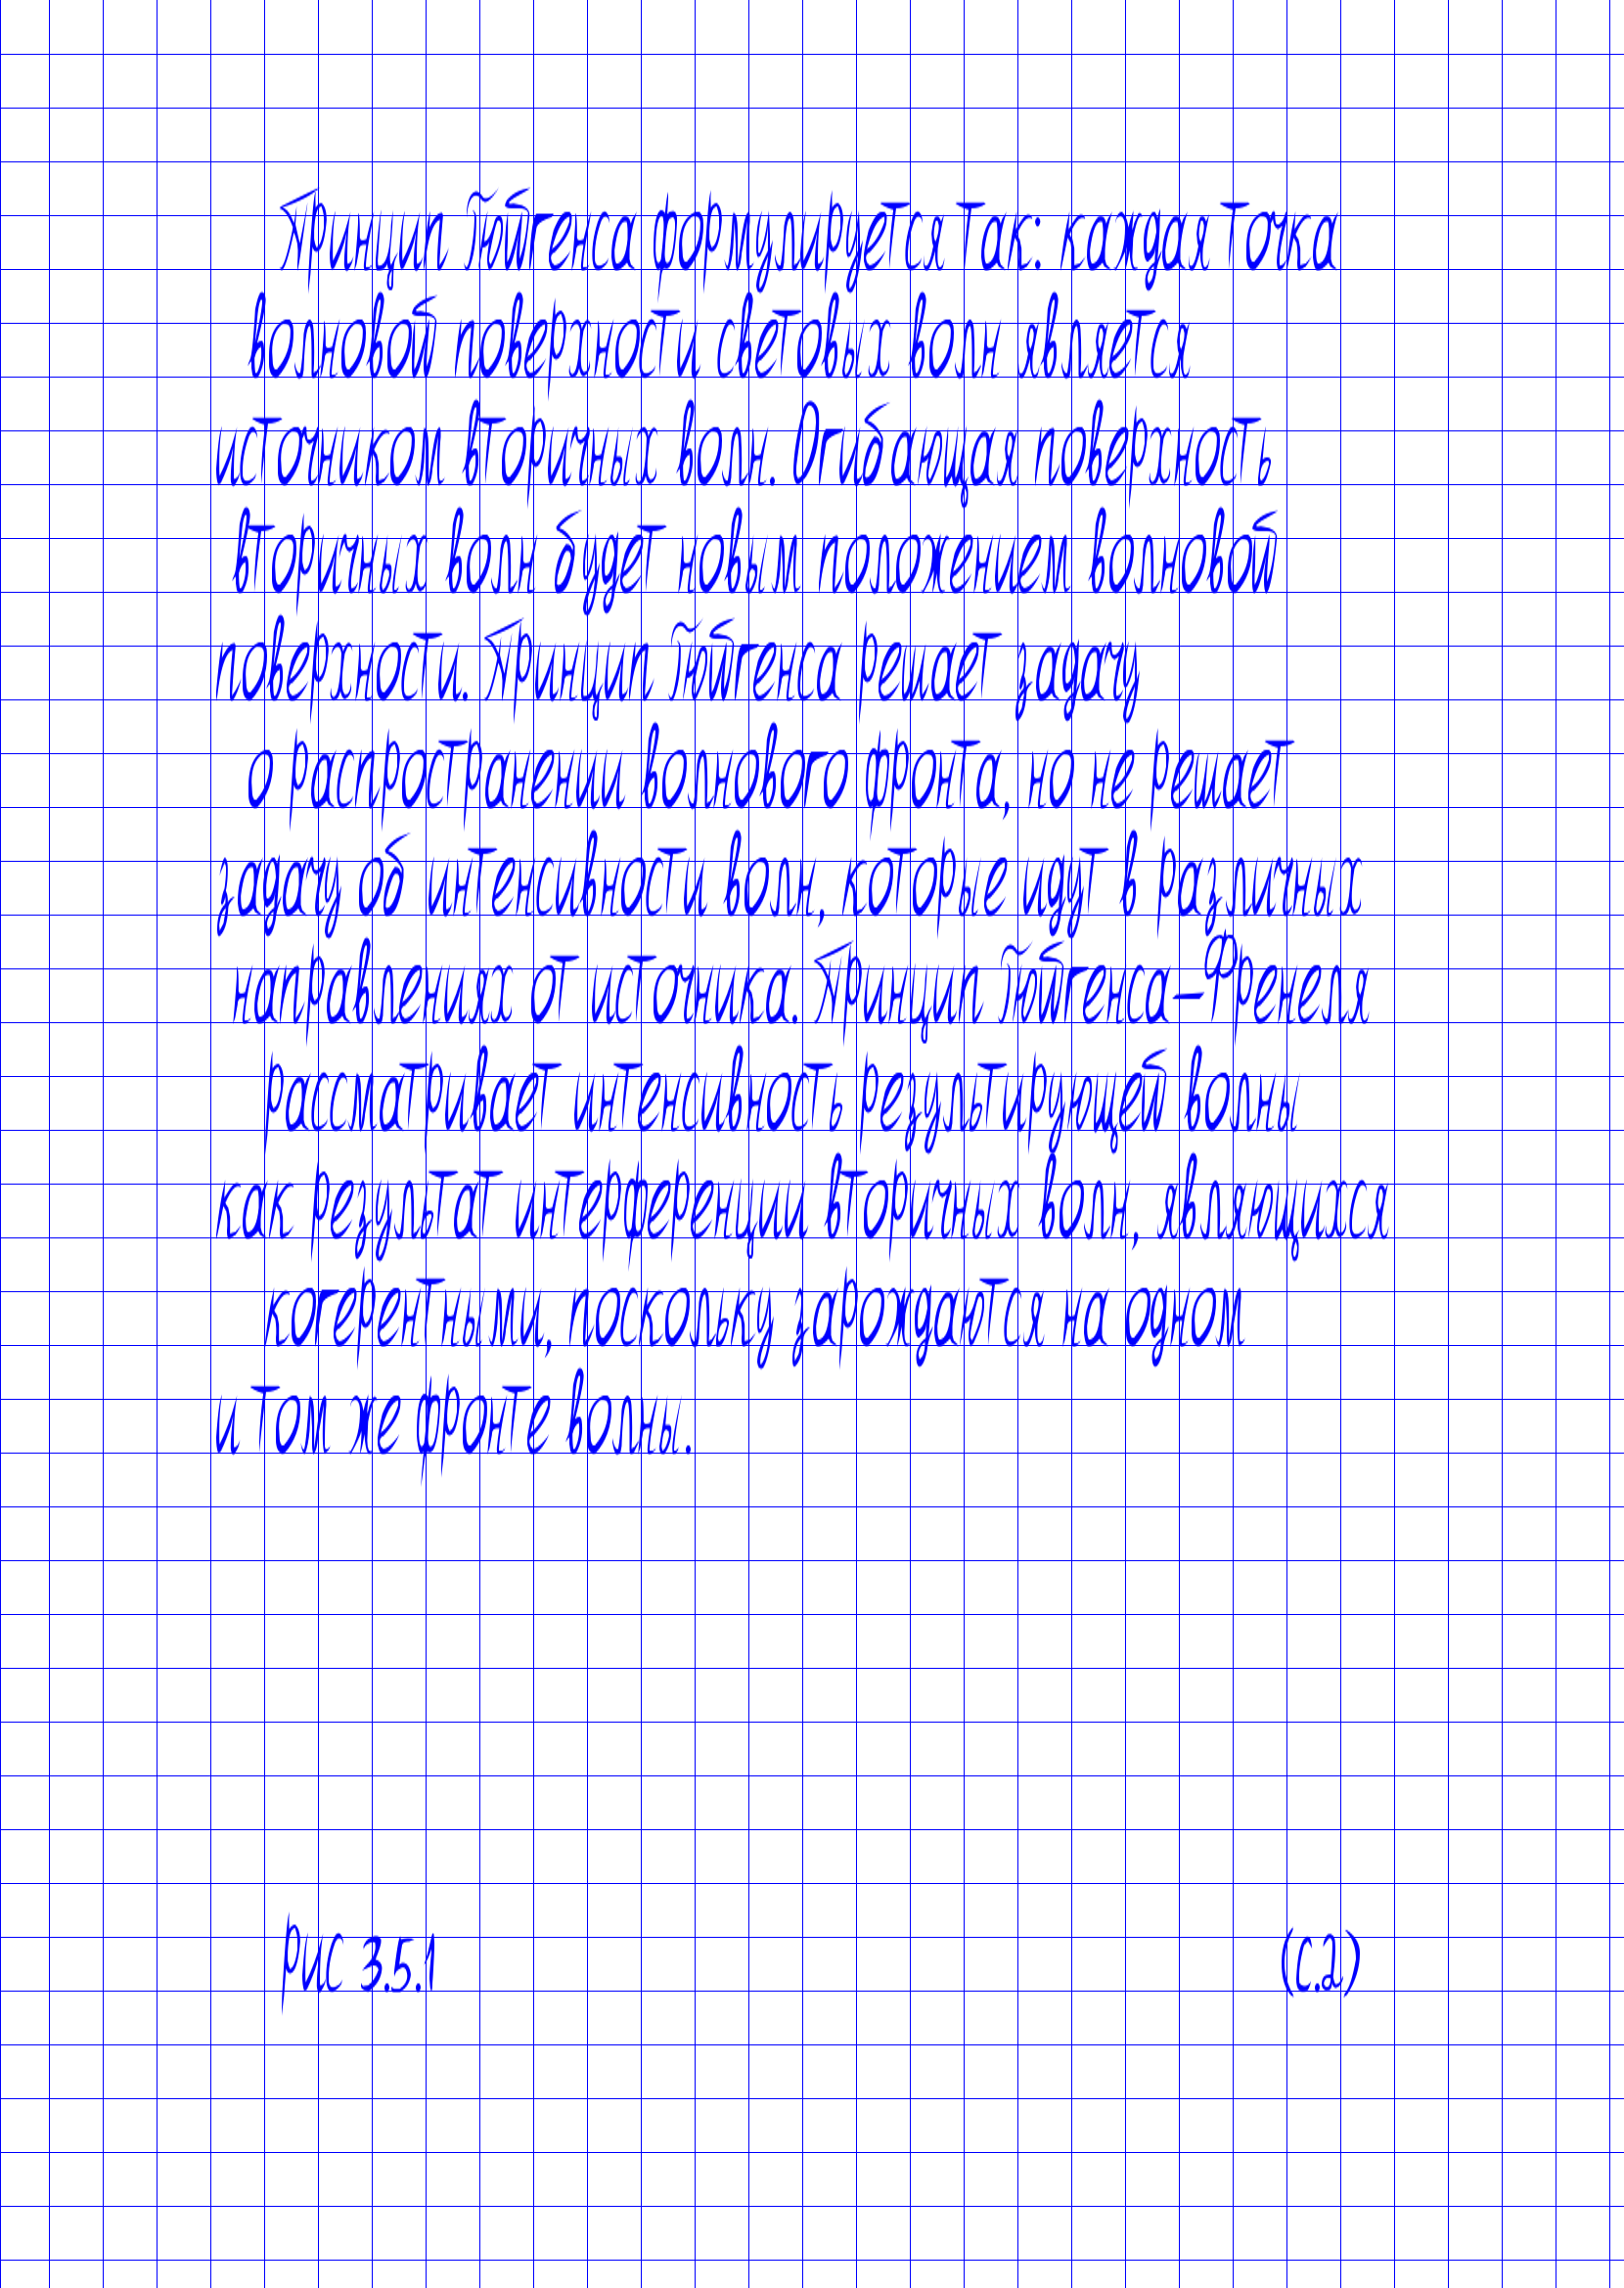 Принцип Гюйгенса формулируется так: каждая точка
волновой поверхности световых волн является
источником вторичных волн. Огибающая поверхность
вторичных волн будет новым положением волновой
поверхности. Принцип Гюйгенса решает задачу
о распространении волнового фронта, но не решает
задачу об интенсивности волн, которые идут в различных
направлениях от источника. Принцип Гюйгенса-Френеля
рассматривает интенсивность результирующей волны
как результат интерференции вторичных волн, являющихся
когерентными, поскольку зарождаются на одном
и том же фронте волны.
рис 3.5.1 (с.2)